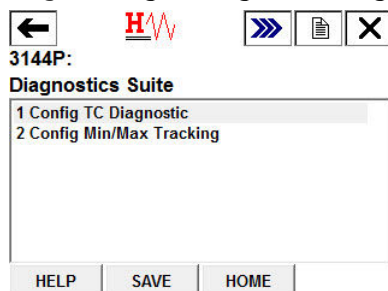 H
3144P:
Diagnostics Suite
1 Config TC Diagnostic
2 Config Min/Max Tracking
HELP SAVE HOME